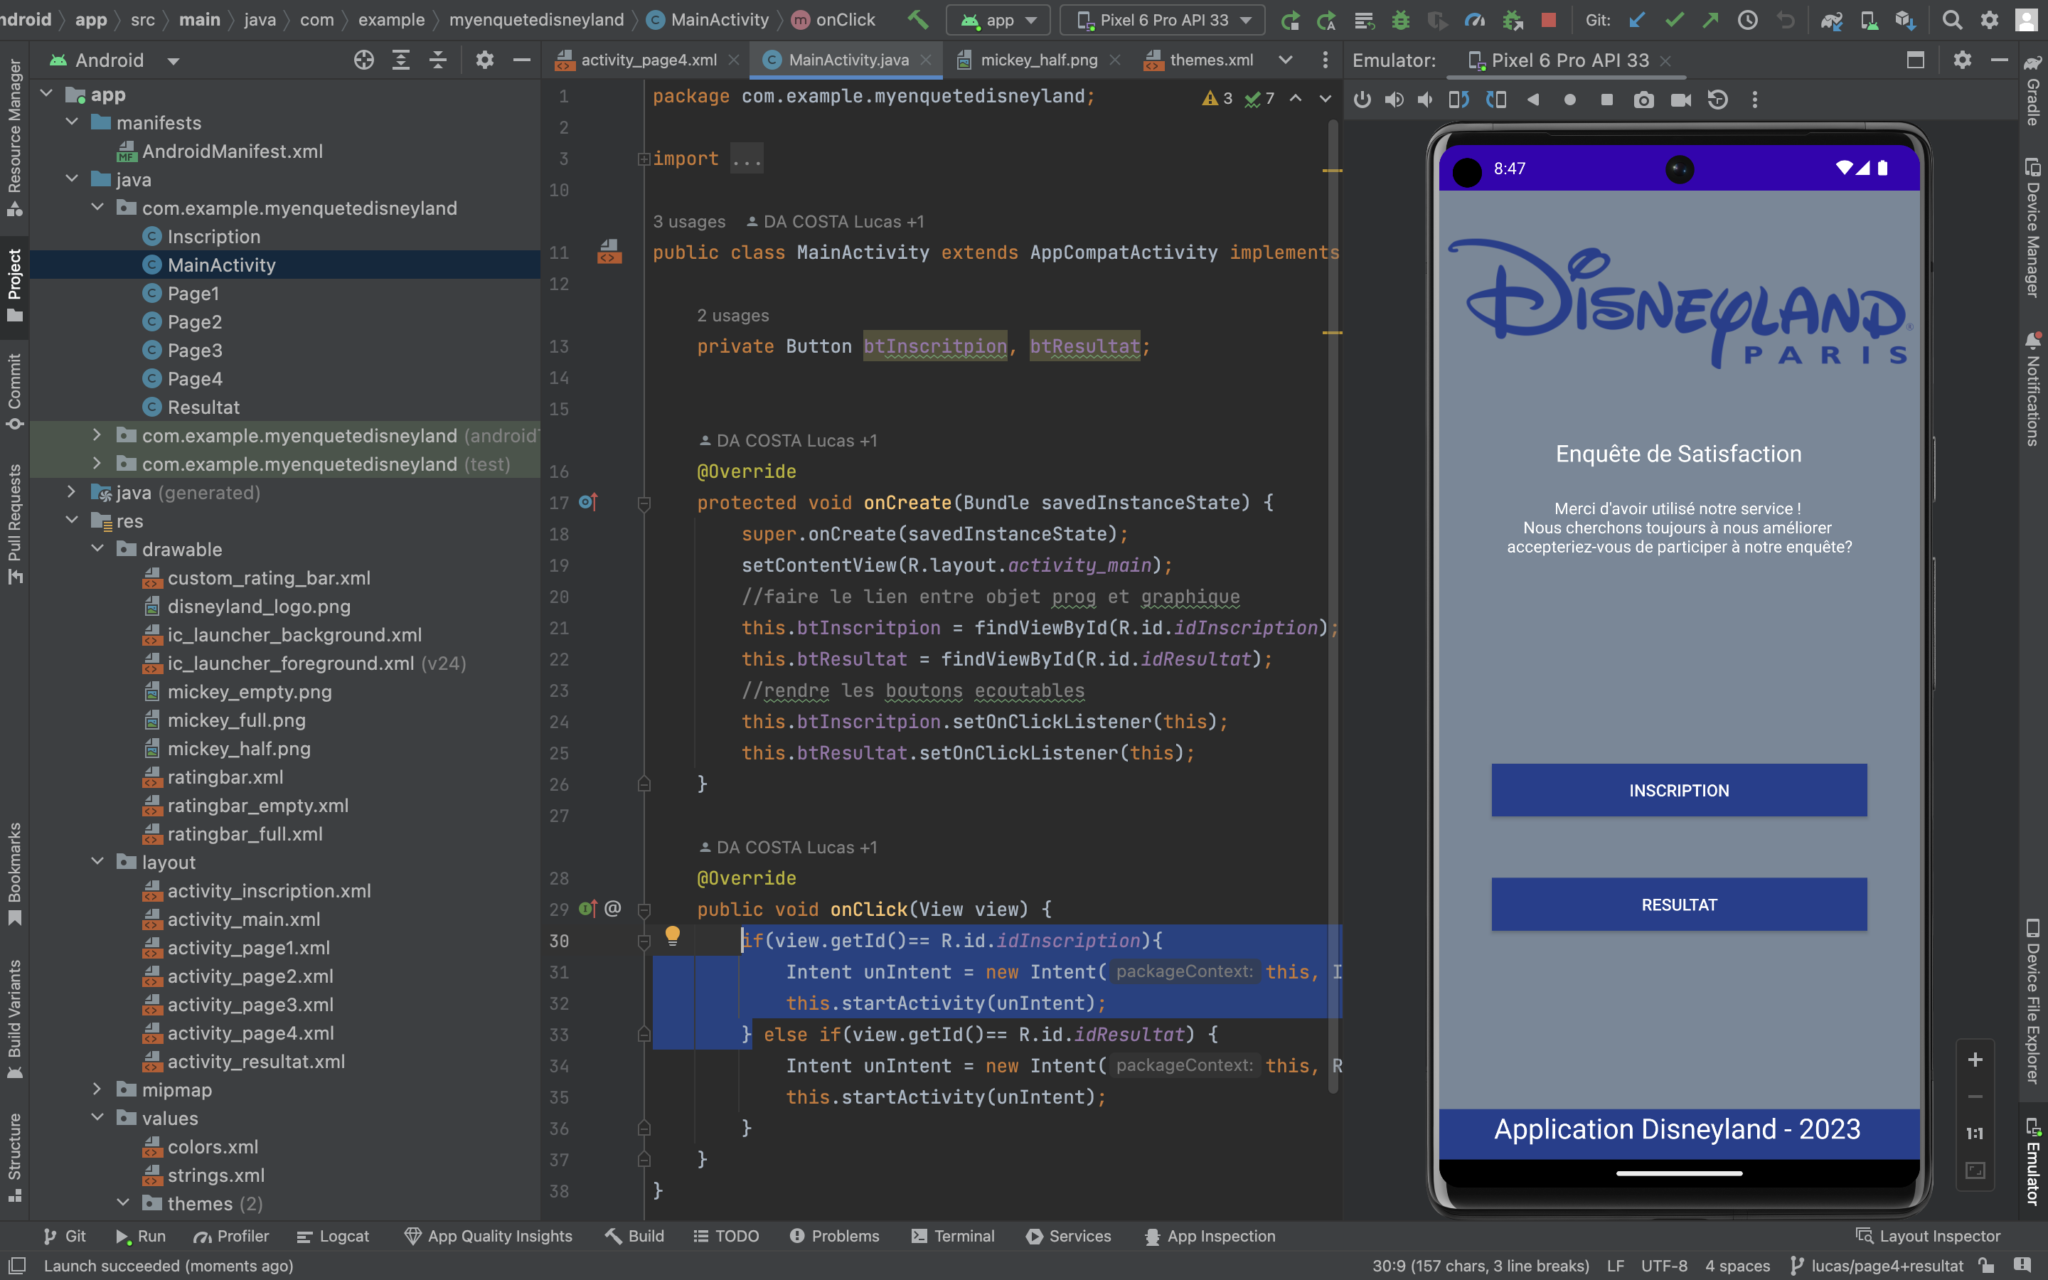 ndroid app src main java com example myenquetedisneyland MainActivity onClick app Pixel 6 Pro API 33 Git:
Android
activity_page4.xml MainActivity.java mickey_half.png themes.xml
Emulator: Pixel 6 Pro API 33
Resource Manager
Project
Commit
Pull Requests
Bookmarks
Build Variants
Structure
app
manifests
AndroidManifest.xml
java
com.example.myenquetedisneyland
Inscription
MainActivity
Page1
Page2
Page3
Page4
Resultat
com.example.myenquetedisneyland (android
com.example.myenquetedisneyland (test)
java (generated)
res
drawable
custom_rating_bar.xml
disneyland_logo.png
ic_launcher_background.xml
ic_launcher_foreground.xml (v24)
mickey_empty.png
mickey_full.png
mickey_half.png
ratingbar.xml
ratingbar_empty.xml
ratingbar_full.xml
layout
activity_inscription.xml
activity_main.xml
activity_page1.xml
activity_page2.xml
activity_page3.xml
activity_page4.xml
activity_resultat.xml
mipmap
values
colors.xml
strings.xml
themes (2)
3 7
1 package com.example.myenquetedisneyland;
2
3 import ...
10
3 usages DA COSTA Lucas +1
11 public class MainActivity extends AppCompatActivity implements
12
2 usages
13 private Button btInscritpion, btResultat;
14
15
DA COSTA Lucas +1
16 @Override
17 protected void onCreate(Bundle savedInstanceState) {
18 super.onCreate(savedInstanceState);
19 setContentView(R.layout.activity_main);
20 //faire le lien entre objet prog et graphique
21 this.btInscritpion = findViewById(R.id.idInscription);
22 this.btResultat = findViewById(R.id.idResultat);
23 //rendre les boutons ecoutables
24 this.btInscritpion.setOnClickListener(this);
25 this.btResultat.setOnClickListener(this);
26 }
27
DA COSTA Lucas +1
28 @Override
29 @ public void onClick(View view) {
30 if(view.getId()== R.id.idInscription){
31 Intent unIntent = new Intent( packageContext: this, I
32 this.startActivity(unIntent);
33 } else if(view.getId()== R.id.idResultat) {
34 Intent unIntent = new Intent( packageContext: this, R
35 this.startActivity(unIntent);
36 }
37 }
38 }
8:47
DISNEYLAND®
PARIS
Enquête de Satisfaction
Merci d'avoir utilisé notre service !
Nous cherchons toujours à nous améliorer
accepteriez-vous de participer à notre enquête?
INSCRIPTION
RESULTAT
Application Disneyland - 2023
1:1
Gradle
Device Manager
Notifications
Device File Explorer
Emulator
Git Run Profiler Logcat App Quality Insights Build TODO Problems Terminal Services App Inspection Layout Inspector
Launch succeeded (moments ago) 30:9 (157 chars, 3 line breaks) LF UTF-8 4 spaces lucas/page4+resultat